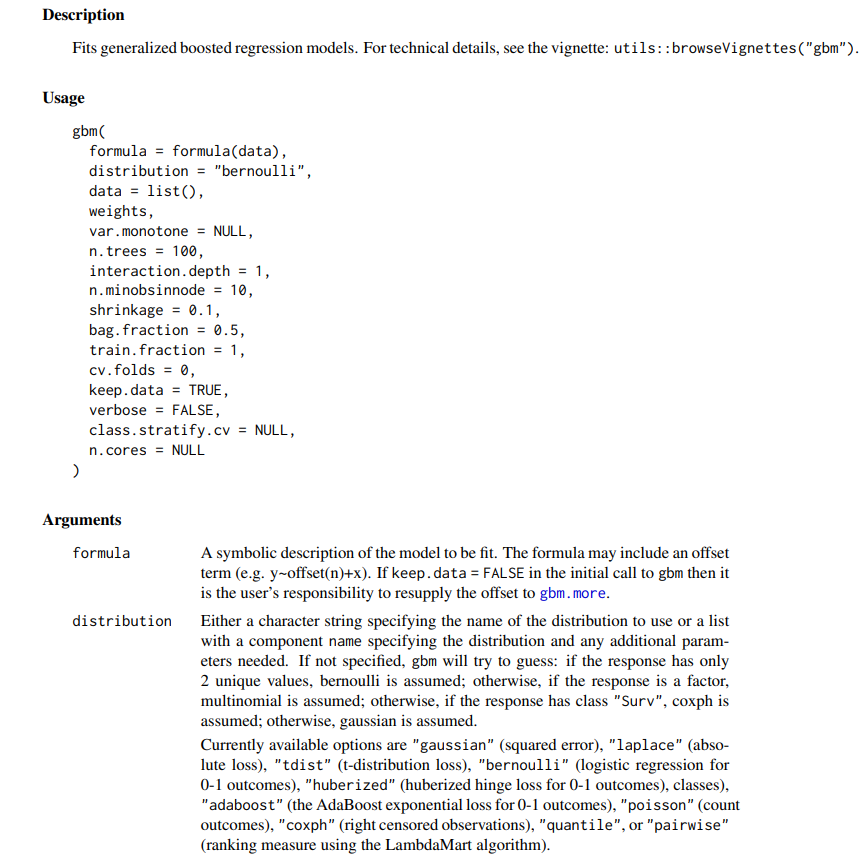 Description
Fits generalized boosted regression models. For technical details, see the vignette: utils::browseVignettes("gbm").
Usage
gbm(
formula = formula(data),
distribution = "bernoulli",
data = list(),
weights,
var.monotone = NULL,
n.trees = 100,
interaction.depth = 1,
n.minobsinnode = 10,
shrinkage = 0.1,
bag.fraction = 0.5,
train.fraction = 1,
cv.folds = 0,
keep.data = TRUE,
verbose = FALSE,
class.stratify.cv = NULL,
n.cores = NULL
)
Arguments
formula A symbolic description of the model to be fit. The formula may include an offset
term (e.g. y~offset(n)+x). If keep.data = FALSE in the initial call to gbm then it
is the user's responsibility to resupply the offset to gbm.more.
distribution Either a character string specifying the name of the distribution to use or a list
with a component name specifying the distribution and any additional param-
eters needed. If not specified, gbm will try to guess: if the response has only
2 unique values, bernoulli is assumed; otherwise, if the response is a factor,
multinomial is assumed; otherwise, if the response has class "Surv", coxph is
assumed; otherwise, gaussian is assumed.
Currently available options are "gaussian" (squared error), "laplace" (abso-
lute loss), "tdist" (t-distribution loss), "bernoulli" (logistic regression for
0-1 outcomes), "huberized" (huberized hinge loss for 0-1 outcomes), classes),
"adaboost" (the AdaBoost exponential loss for 0-1 outcomes), "poisson" (count
outcomes), "coxph" (right censored observations), "quantile", or "pairwise"
(ranking measure using the LambdaMart algorithm).